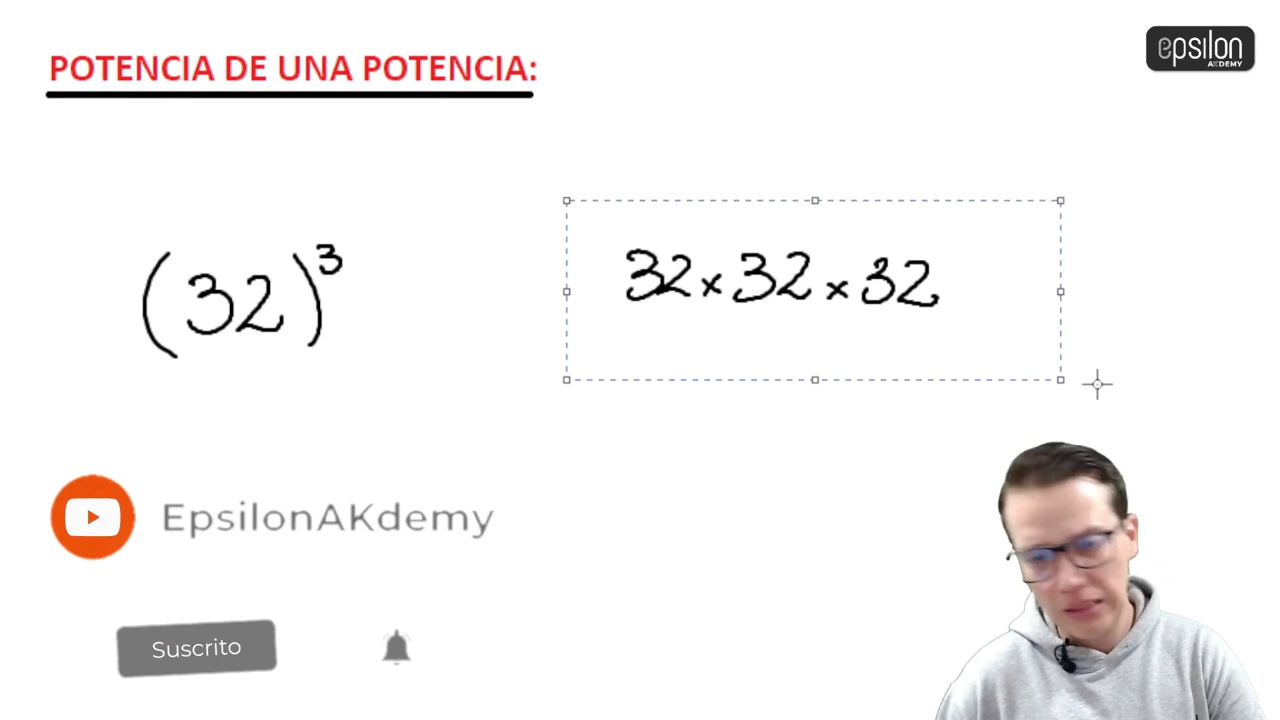 POTENCIA DE UNA POTENCIA:
epsilon
AKDEMY
(32)³
32×32×32
EpsilonAKdemy
Suscrito